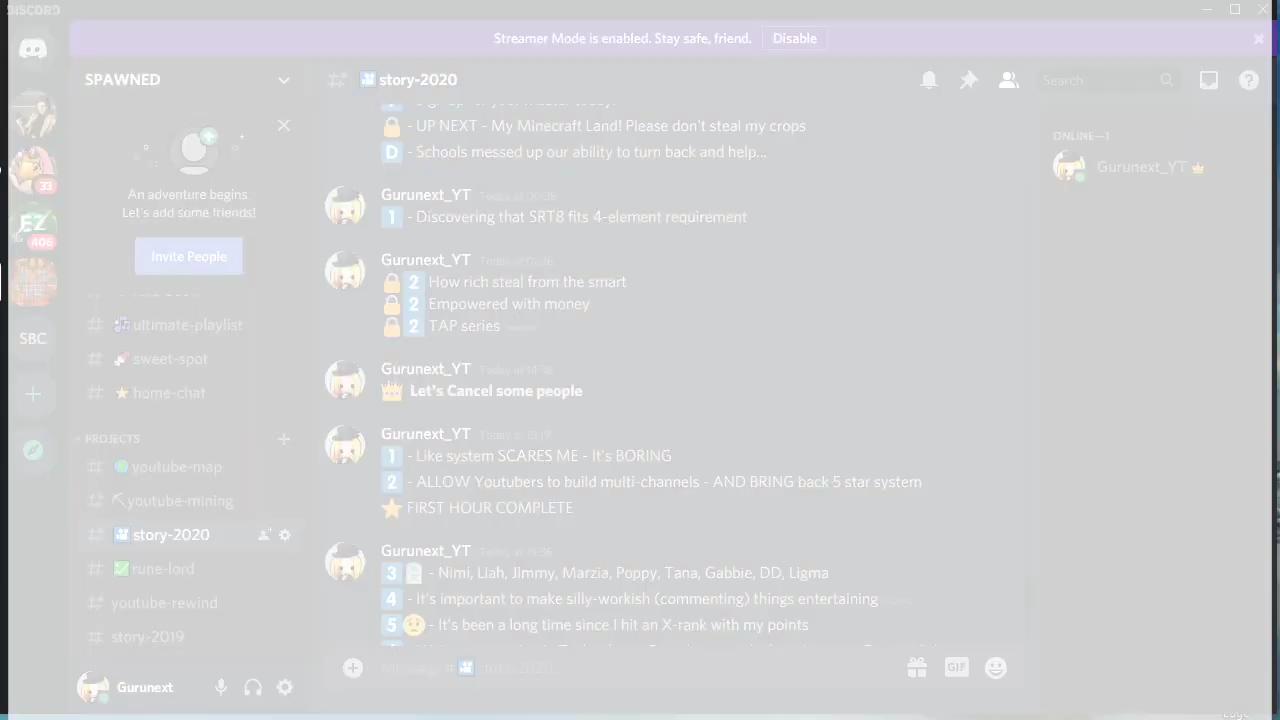 DISCORD
Streamer Mode is enabled. Stay safe, friend.
Disable
SPAWNED
story-2020
Search
An adventure begins.
Let's add some friends!
Invite People
ultimate-playlist
sweet-spot
home-chat
PROJECTS
youtube-map
youtube-mining
story-2020
rune-lord
youtube-rewind
story-2019
Gurunext
33
EZ
406
SBC
- UP NEXT - My Minecraft Land! Please don't steal my crops
D - Schools messed up our ability to turn back and help...
Gurunext_YT
1 - Discovering that SRT8 fits 4-element requirement
Gurunext_YT
2 How rich steal from the smart
2 Empowered with money
2 TAP series
Gurunext_YT
Let's Cancel some people
Gurunext_YT
1 - Like system SCARES ME - It's BORING
2 - ALLOW Youtubers to build multi-channels - AND BRING back 5 star system
FIRST HOUR COMPLETE
Gurunext_YT
3 - Nimi, Liah, Jimmy, Marzia, Poppy, Tana, Gabbie, DD, Ligma
4 - It's important to make silly-workish (commenting) things entertaining
5 - It's been a long time since I hit an X-rank with my points
GIF
ONLINE—1
Gurunext_YT